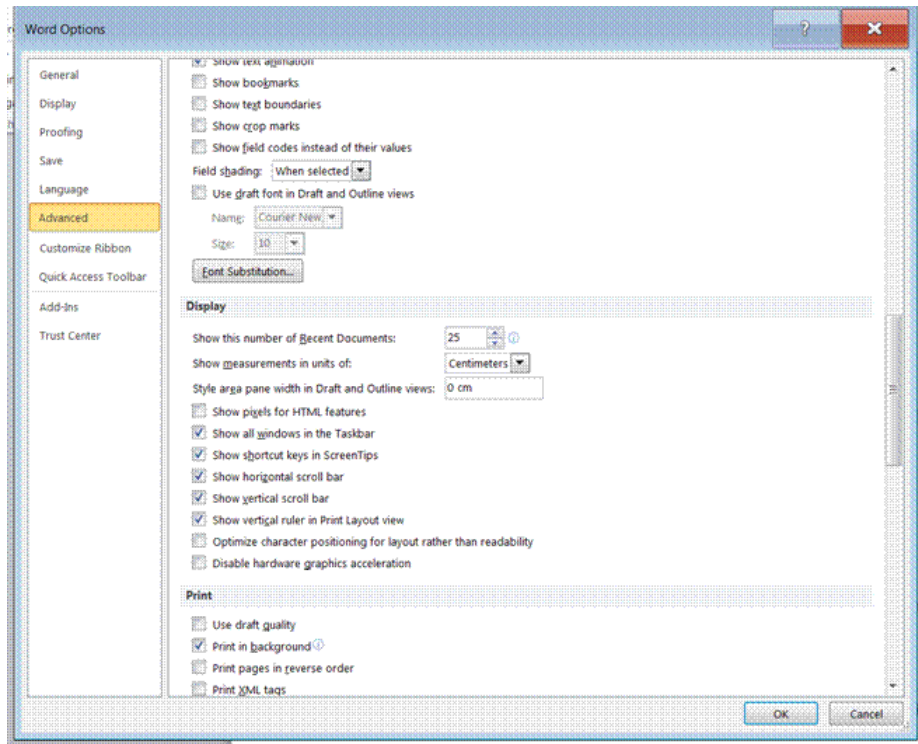 Word Options
General
Display
Proofing
Save
Language
Advanced
Customize Ribbon
Quick Access Toolbar
Add-Ins
Trust Center
Show text animation
Show bookmarks
Show text boundaries
Show crop marks
Show field codes instead of their values
Field shading: When selected
Use draft font in Draft and Outline views
Name: Courier New
Size: 10
Font Substitution...
Display
Show this number of Recent Documents: 25
Show measurements in units of: Centimeters
Style area pane width in Draft and Outline views: 0 cm
Show pixels for HTML features
Show all windows in the Taskbar
Show shortcut keys in ScreenTips
Show horizontal scroll bar
Show vertical scroll bar
Show vertical ruler in Print Layout view
Optimize character positioning for layout rather than readability
Disable hardware graphics acceleration
Print
Use draft quality
Print in background
Print pages in reverse order
Print XML tags
OK Cancel